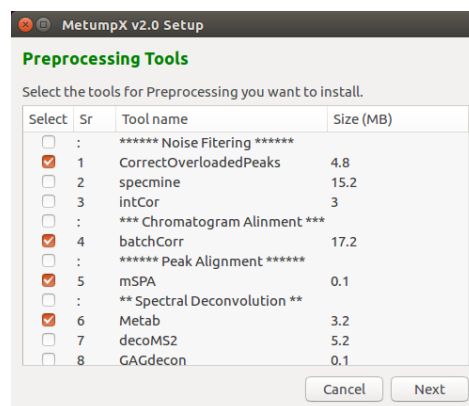 MetumpX v2.0 Setup
Preprocessing Tools
Select the tools for Preprocessing you want to install.
Select Sr Tool name Size (MB)
: ****** Noise Fitering ******
1 CorrectOverloadedPeaks 4.8
2 specmine 15.2
3 intCor 3
: *** Chromatogram Alinment ***
4 batchCorr 17.2
: ****** Peak Alignment ******
5 mSPA 0.1
: ** Spectral Deconvolution **
6 Metab 3.2
7 decoMS2 5.2
8 GAGdecon 0.1
Cancel Next